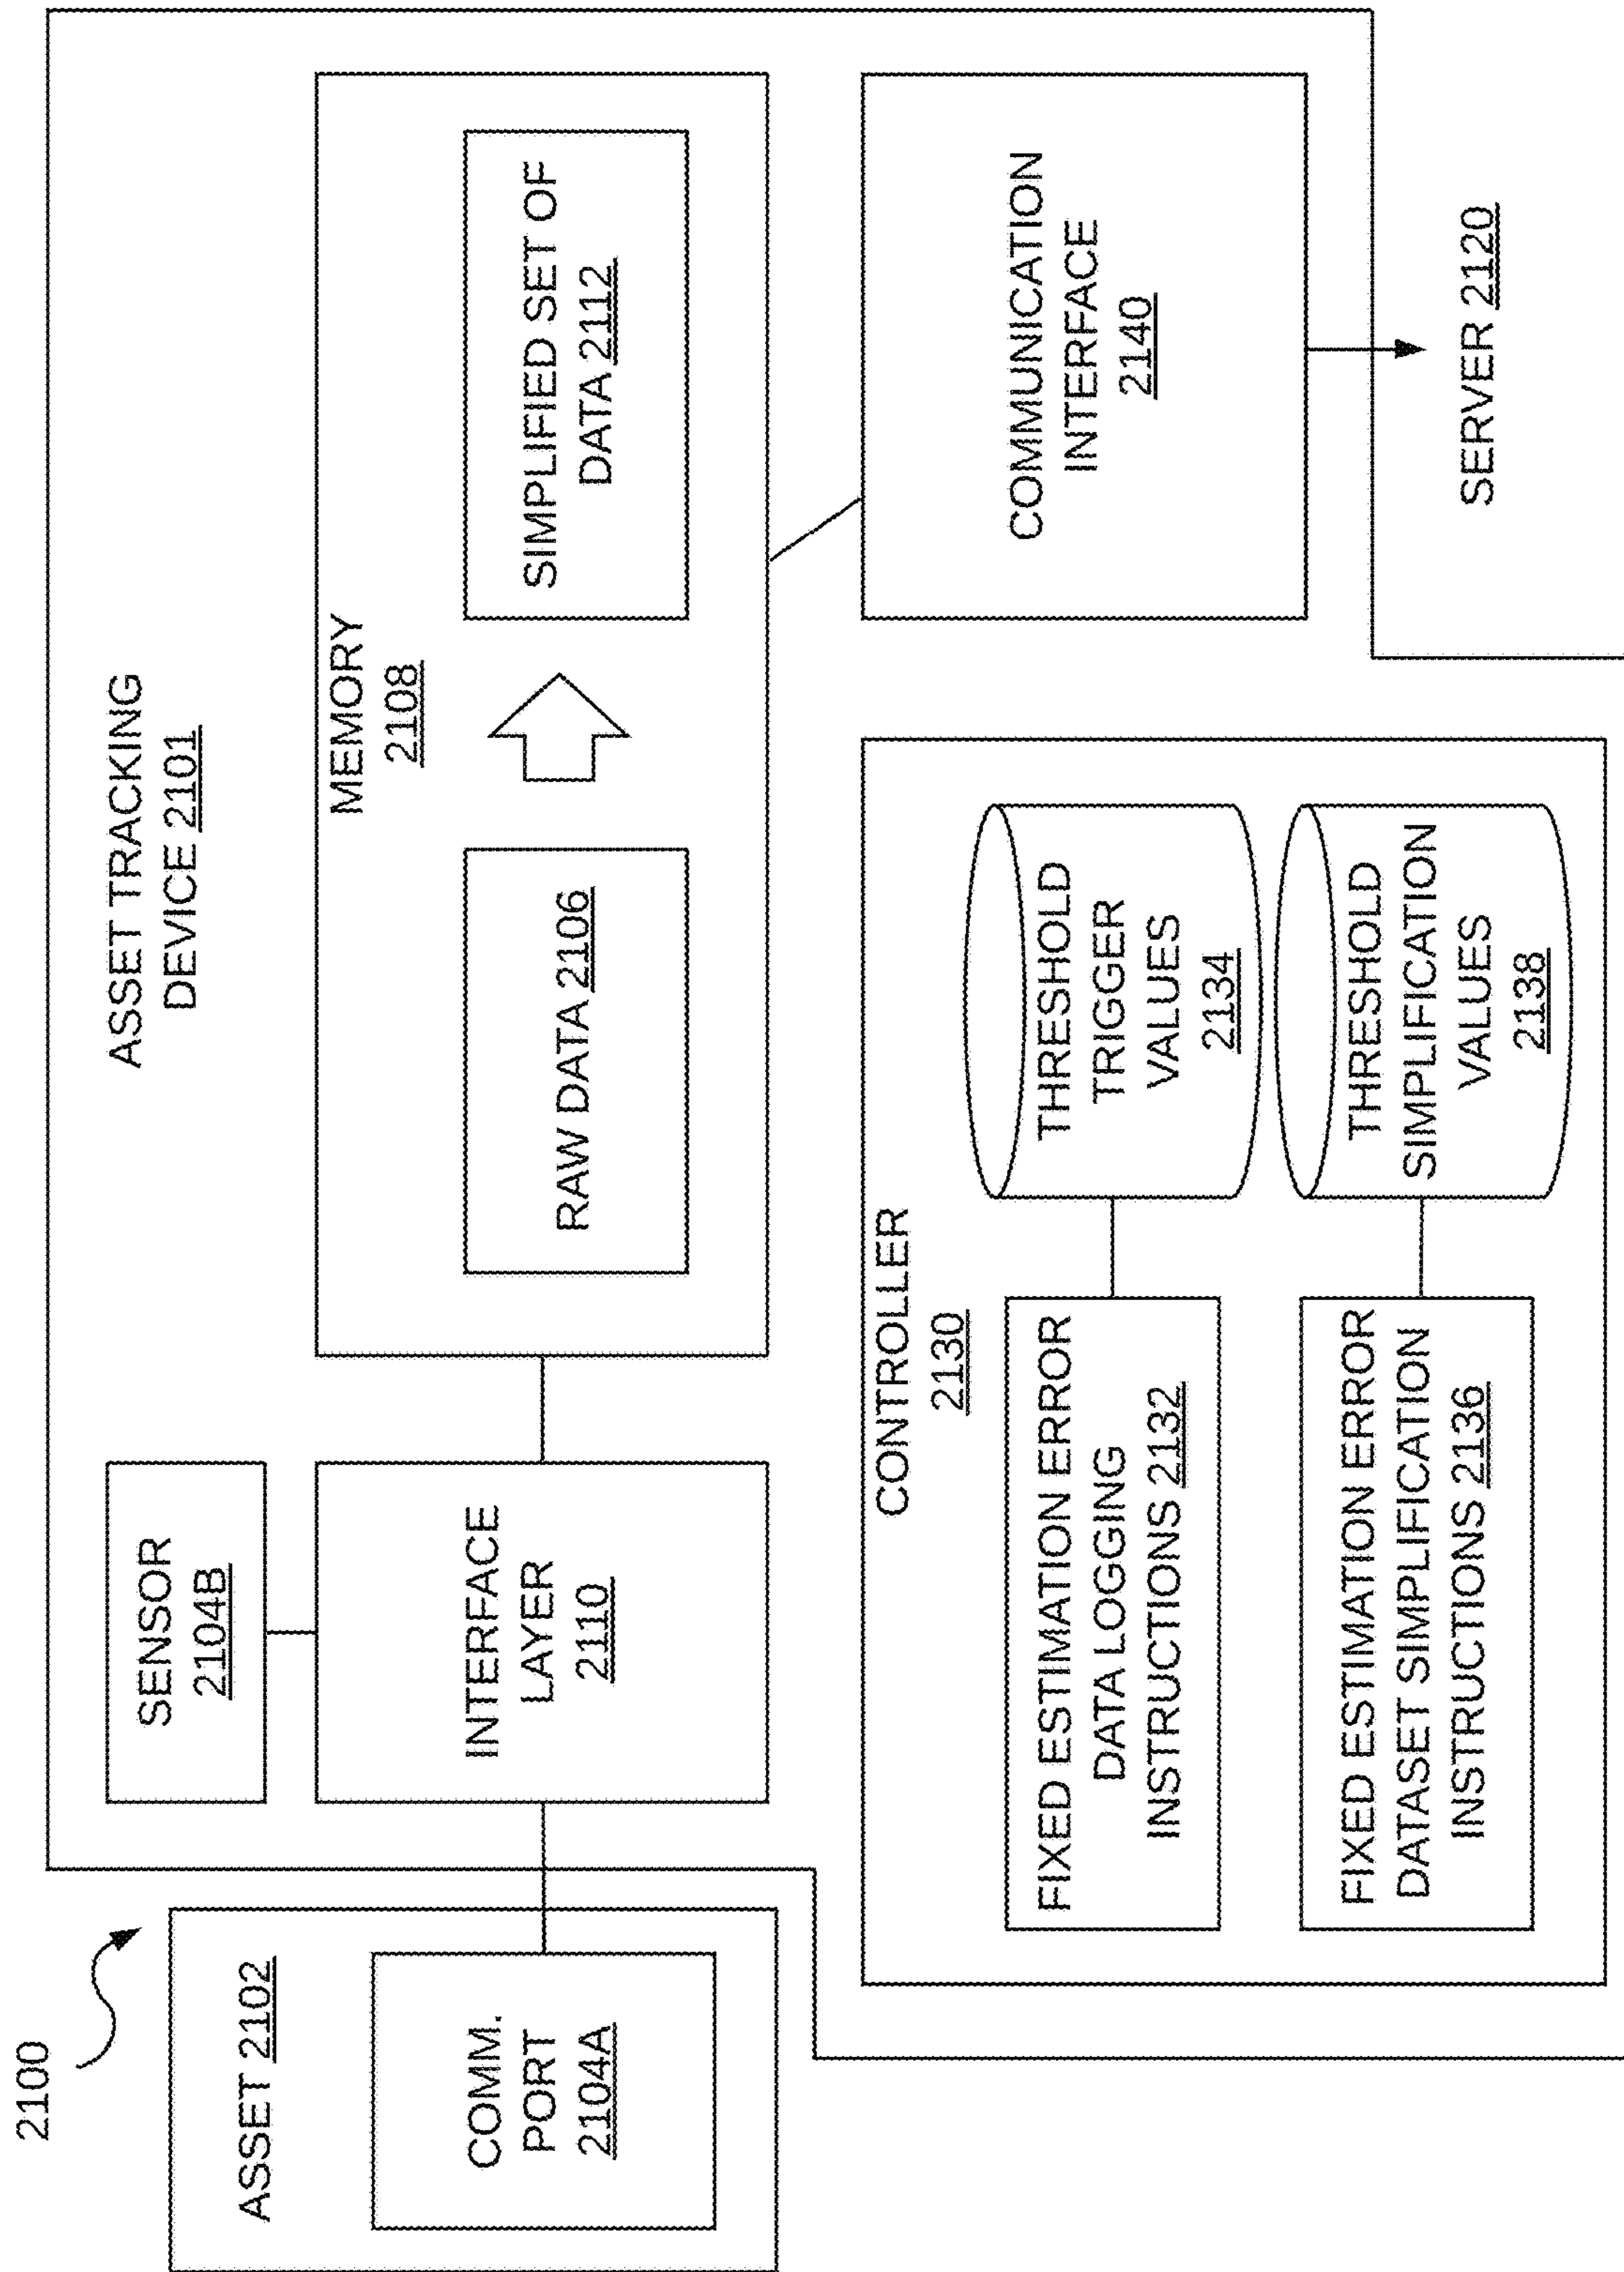 2100
ASSET 2102
COMM.
PORT
2104A
ASSET TRACKING
DEVICE 2101
SENSOR
2104B
INTERFACE
LAYER
2110
MEMORY
2108
RAW DATA 2106
SIMPLIFIED SET OF
DATA 2112
CONTROLLER
2130
FIXED ESTIMATION ERROR
DATA LOGGING
INSTRUCTIONS 2132
THRESHOLD
TRIGGER
VALUES
2134
FIXED ESTIMATION ERROR
DATASET SIMPLIFICATION
INSTRUCTIONS 2136
THRESHOLD
SIMPLIFICATION
VALUES
2138
COMMUNICATION
INTERFACE
2140
SERVER 2120